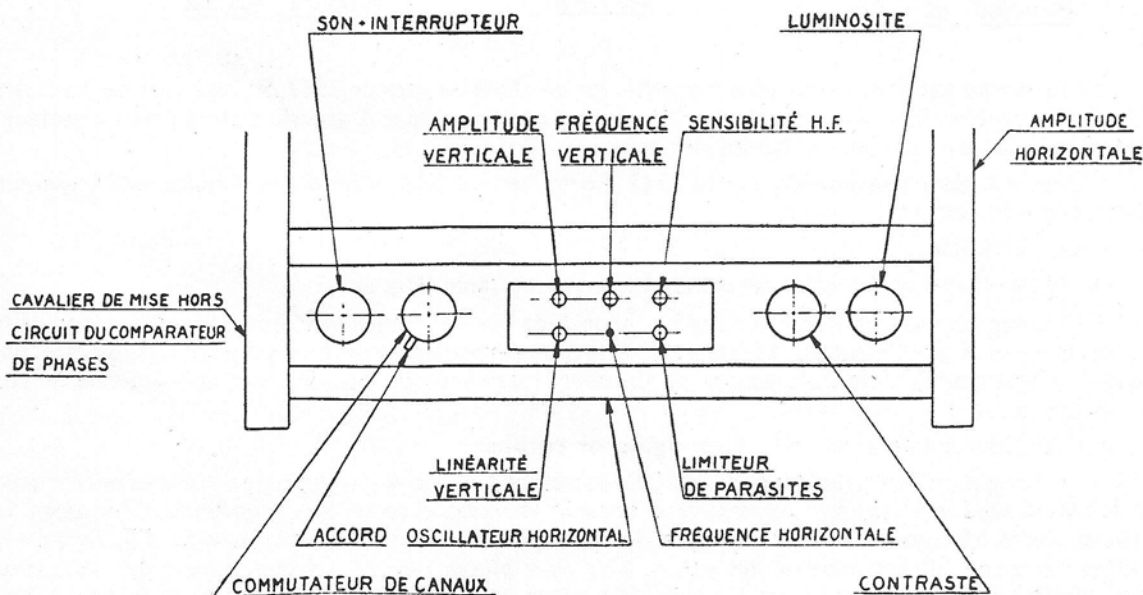 SON - INTERRUPTEUR
LUMINOSITE
AMPLITUDE
VERTICALE
FRÉQUENCE
VERTICALE
SENSIBILITÉ H.F.
AMPLITUDE
HORIZONTALE
CAVALIER DE MISE HORS
CIRCUIT DU COMPARATEUR
DE PHASES
LINÉARITÉ
VERTICALE
LIMITEUR
DE PARASITES
ACCORD
OSCILLATEUR HORIZONTAL
FRÉQUENCE HORIZONTALE
COMMUTATEUR DE CANAUX
CONTRASTE